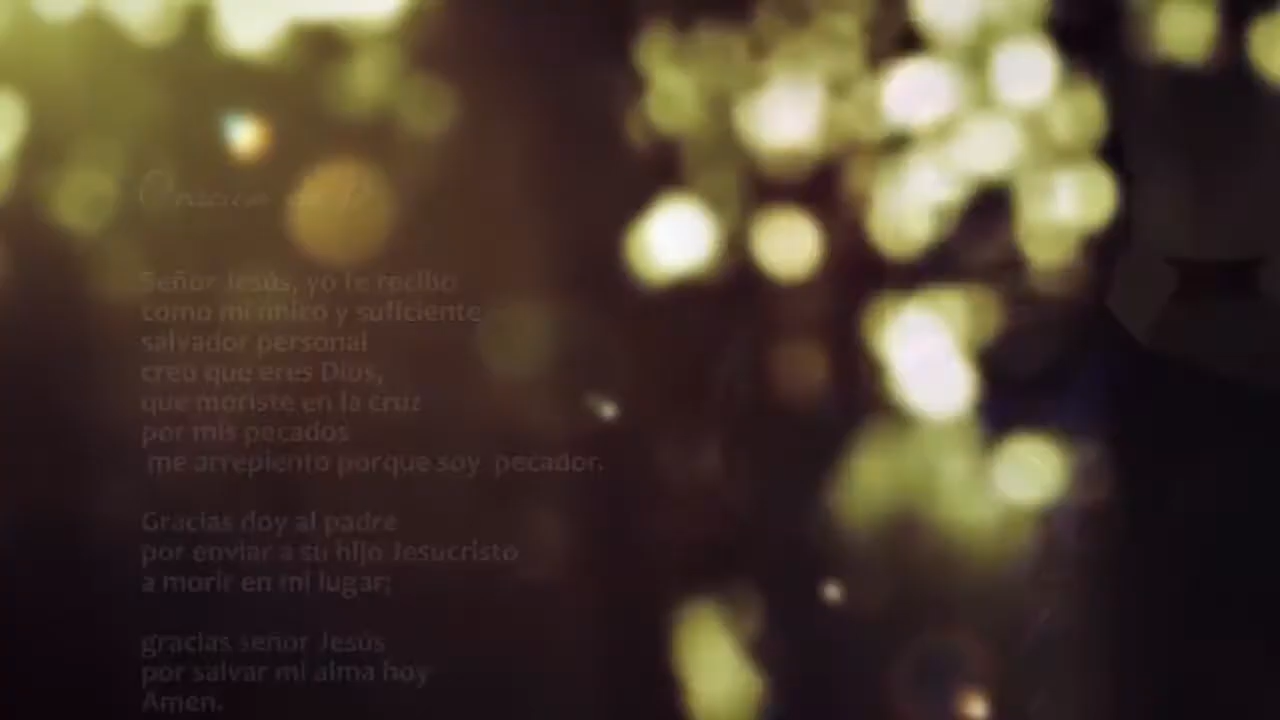 Oración de
Señor Jesús, yo te recibo
como mi único y suficiente
salvador personal
creo que eres Dios,
que moriste en la cruz
por mis pecados
me arrepiento porque soy pecador.
Gracias doy al padre
por enviar a su hijo Jesucristo
a morir en mi lugar;
gracias señor Jesús
por salvar mi alma hoy
Amen.